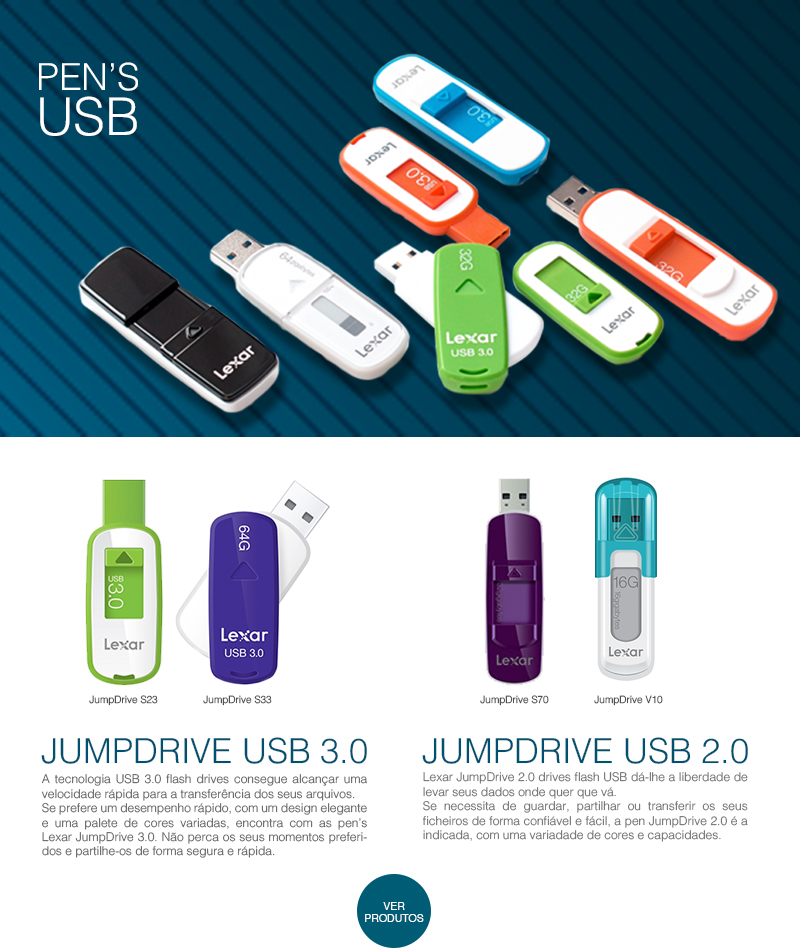 PEN'S
USB
Lexar
3.0
Lexar
3.0
64gigabytes
Lexar
Lexar
32G
Lexar
USB 3.0
32G
Lexar
32G
Lexar
USB
3.0
Lexar
64G
Lexar
USB 3.0
Lexar
16G
16gigabytes
Lexar
JumpDrive S23
JumpDrive S33
JumpDrive S70
JumpDrive V10
JUMPDRIVE USB 3.0
A tecnologia USB 3.0 flash drives consegue alcançar uma
velocidade rápida para a transferência dos seus arquivos.
Se prefere um desempenho rápido, com um design elegante
e uma palete de cores variadas, encontra com as pen's
Lexar JumpDrive 3.0. Não perca os seus momentos preferi-
dos e partilhe-os de forma segura e rápida.
JUMPDRIVE USB 2.0
Lexar JumpDrive 2.0 drives flash USB dá-lhe a liberdade de
levar seus dados onde quer que vá.
Se necessita de guardar, partilhar ou transferir os seus
ficheiros de forma confiável e fácil, a pen JumpDrive 2.0 é a
indicada, com uma variadade de cores e capacidades.
VER
PRODUTOS